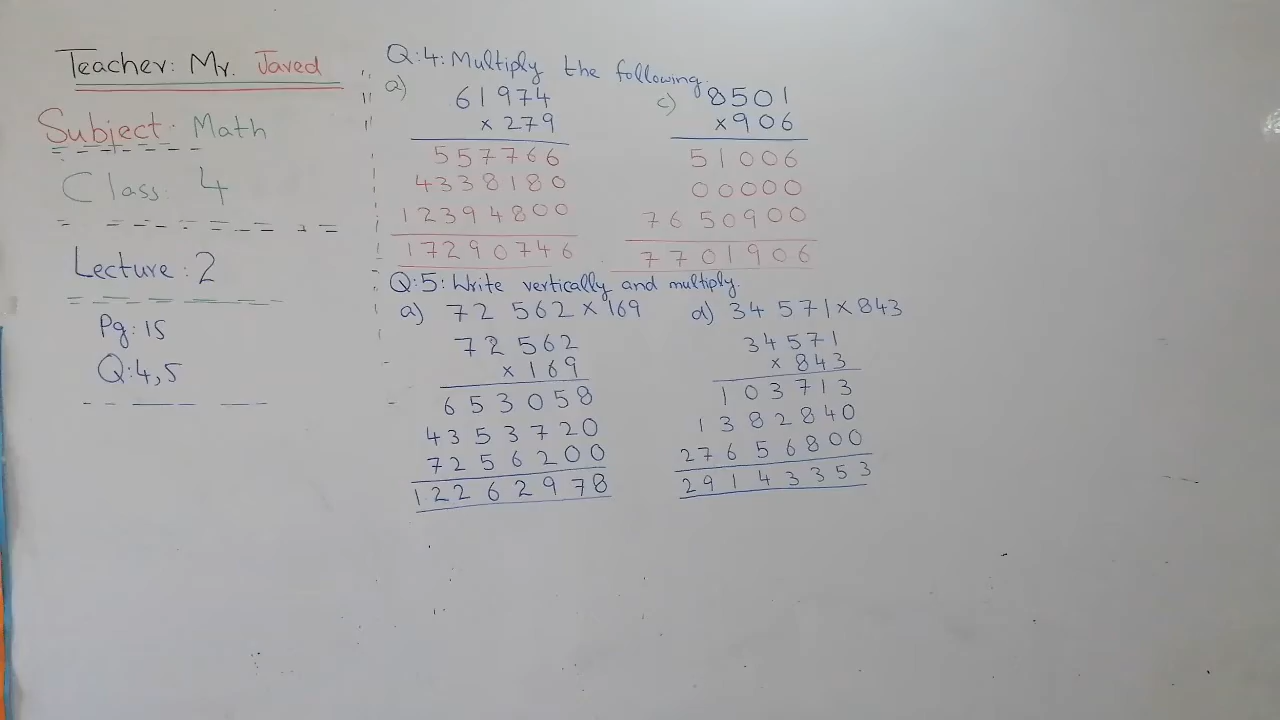 Teacher: Mr. Javed
Subject: Math
Class 4
Lecture: 2
Pg: 15
Q:4,5
Q:4: Multiply the following.
a)
61974
×279
557766
4338180
12394800
17290746
c)
8501
×906
51006
00000
7650900
7701906
Q:5: Write vertically and multiply.
a) 72 562 × 169
72 562
×169
653058
4353720
7256200
12262978
d) 34 571 × 843
34571
×843
103713
1382840
27656800
29143353